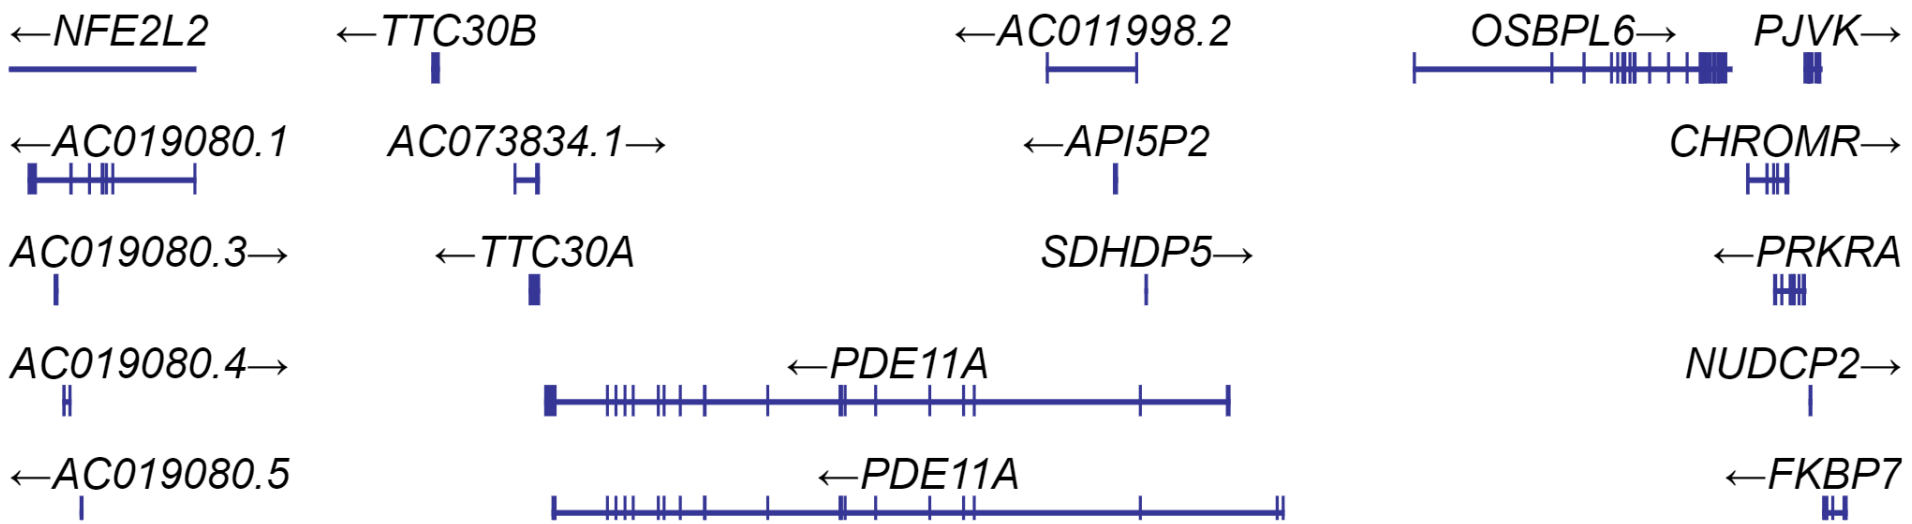 ←NFE2L2 ←TTC30B ←AC011998.2 OSBPL6→ PJVK→
←AC019080.1 AC073834.1→ ←API5P2 CHROMR→
AC019080.3→ ←TTC30A SDHDP5→ ←PRKRA
AC019080.4→ ←PDE11A NUDCP2→
←AC019080.5 ←PDE11A ←FKBP7